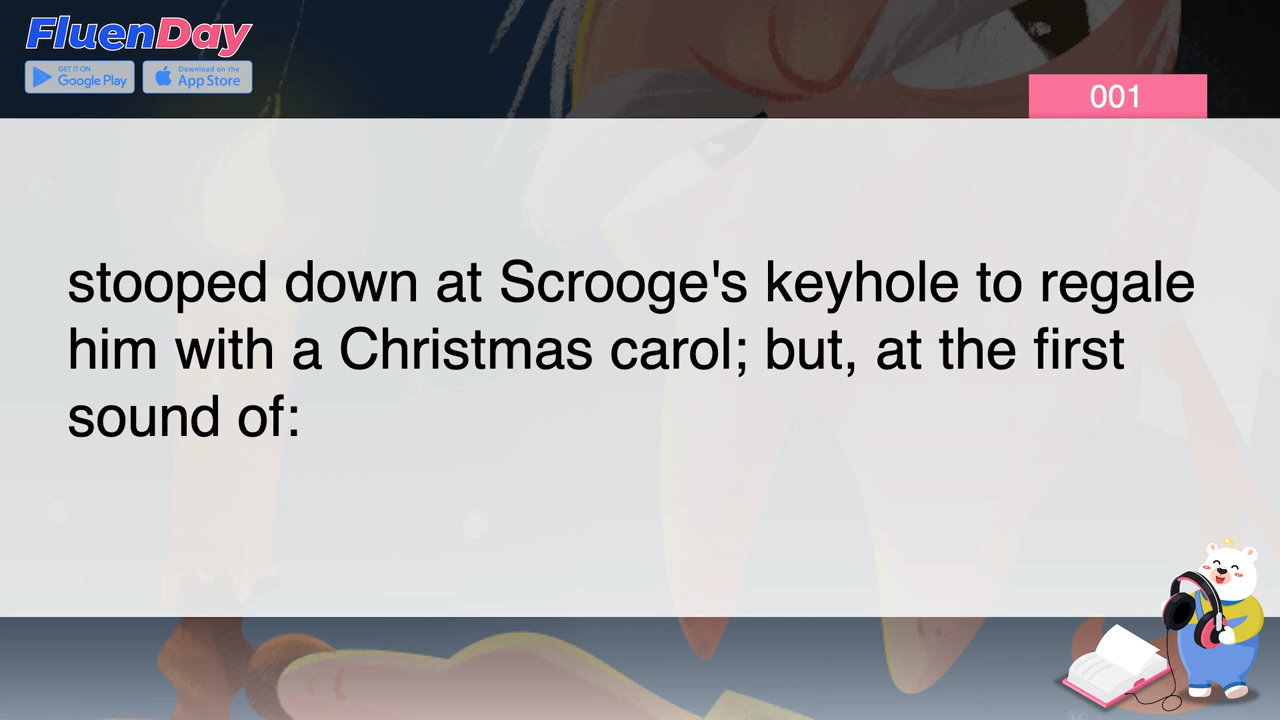 FluenDay
GET IT ON
Google Play
Download on the
App Store
001
stooped down at Scrooge's keyhole to regale
him with a Christmas carol; but, at the first
sound of: